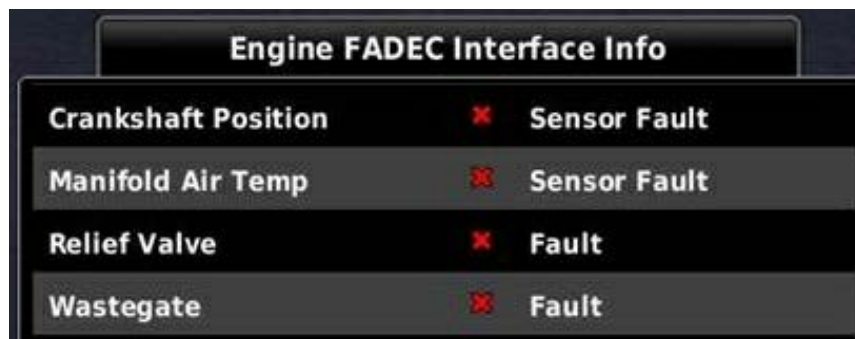 Engine FADEC Interface Info
Crankshaft Position Sensor Fault
Manifold Air Temp Sensor Fault
Relief Valve Fault
Wastegate Fault